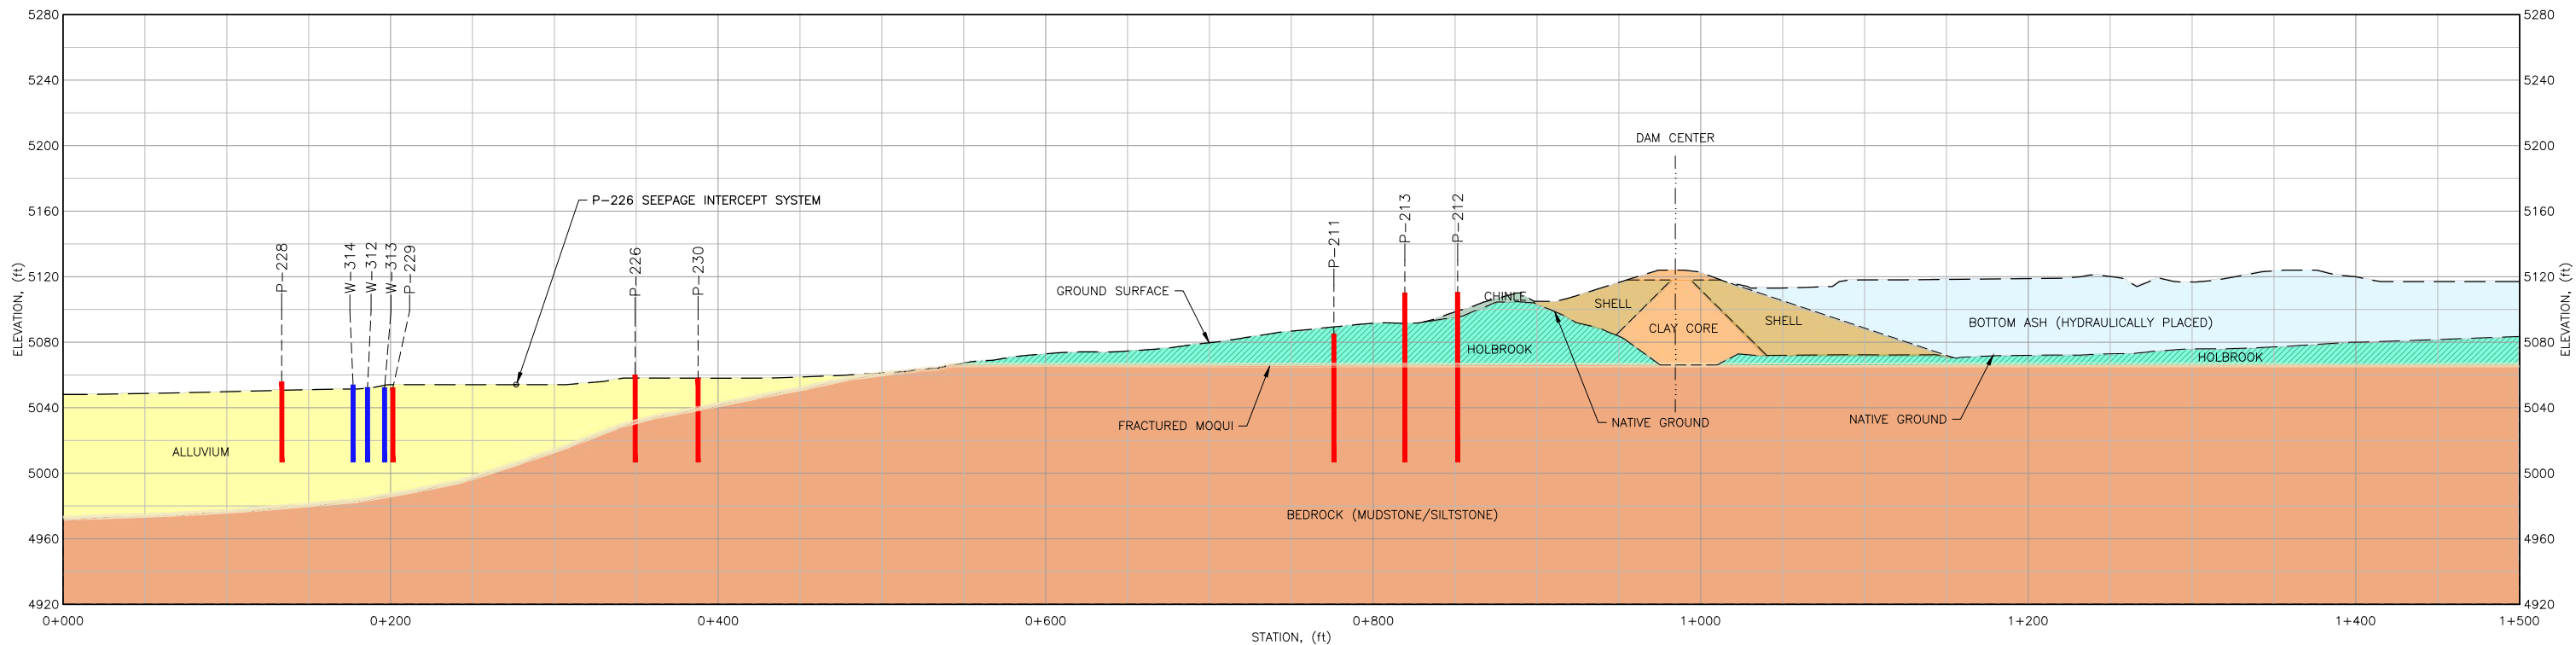 5280
5280
5240
5240
DAM CENTER
5200
5200
P-226 SEEPAGE INTERCEPT SYSTEM
5160
5160
P-228
W-314
W-312
W-313
P-229
P-226
P-230
P-211
P-213
P-212
5120
5120
ELEVATION, (ft)
ELEVATION, (ft)
GROUND SURFACE
CHINLE
SHELL
SHELL
CLAY CORE
BOTTOM ASH (HYDRAULICALLY PLACED)
5080
5080
HOLBROOK
HOLBROOK
5040
5040
FRACTURED MOQUI
NATIVE GROUND
NATIVE GROUND
ALLUVIUM
5000
5000
BEDROCK (MUDSTONE/SILTSTONE)
4960
4960
4920
4920
0+000
0+200
0+400
0+600
0+800
1+000
1+200
1+400
1+500
STATION, (ft)